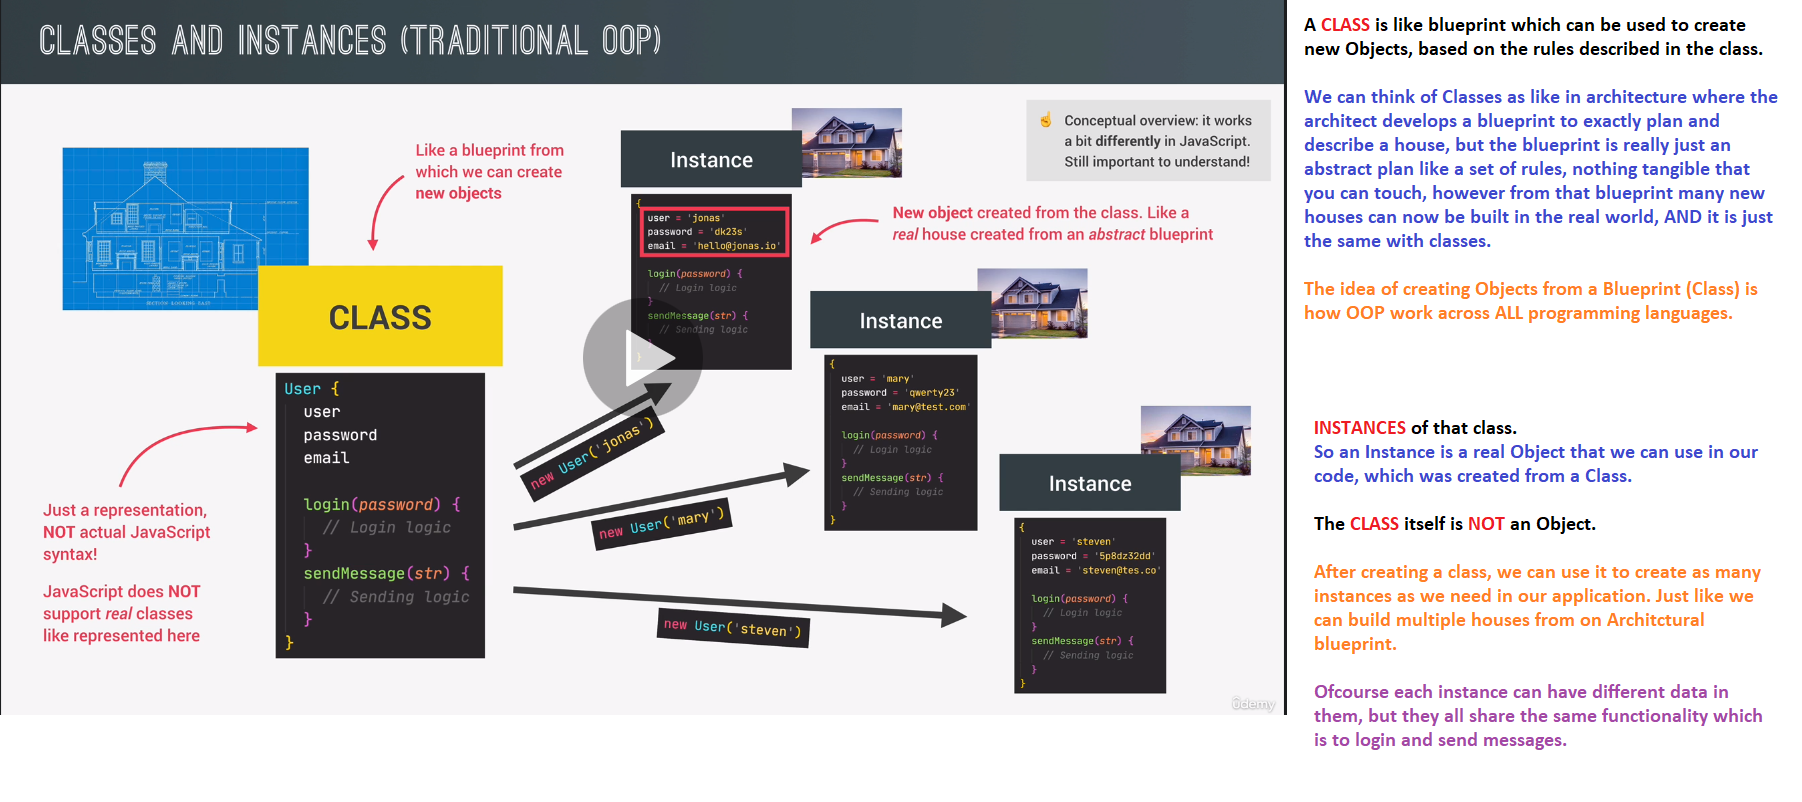 CLASSES AND INSTANCES (TRADITIONAL OOP)
Like a blueprint from
which we can create
new objects
SECTION LOOKING EAST
CLASS
User {
user
password
email
login(password) {
// Login logic
}
sendMessage(str) {
// Sending logic
}
}
Just a representation,
NOT actual JavaScript
syntax!
JavaScript does NOT
support real classes
like represented here
new User('jonas')
new User('mary')
new User('steven')
Instance
{
user = 'jonas'
password = 'dk23s'
email = 'hello@jonas.io'
login(password) {
// Login logic
}
sendMessage(str) {
// Sending logic
}
}
☝ Conceptual overview: it works
a bit differently in JavaScript.
Still important to understand!
New object created from the class. Like a
real house created from an abstract blueprint
Instance
{
user = 'mary'
password = 'qwerty23'
email = 'mary@test.com'
login(password) {
// Login logic
}
sendMessage(str) {
// Sending logic
}
}
Instance
{
user = 'steven'
password = '5p8dz32dd'
email = 'steven@tes.co'
login(password) {
// Login logic
}
sendMessage(str) {
// Sending logic
}
}
ûdemy
A CLASS is like blueprint which can be used to create
new Objects, based on the rules described in the class.
We can think of Classes as like in architecture where the
architect develops a blueprint to exactly plan and
describe a house, but the blueprint is really just an
abstract plan like a set of rules, nothing tangible that
you can touch, however from that blueprint many new
houses can now be built in the real world, AND it is just
the same with classes.
The idea of creating Objects from a Blueprint (Class) is
how OOP work across ALL programming languages.
INSTANCES of that class.
So an Instance is a real Object that we can use in our
code, which was created from a Class.
The CLASS itself is NOT an Object.
After creating a class, we can use it to create as many
instances as we need in our application. Just like we
can build multiple houses from on Architctural
blueprint.
Ofcourse each instance can have different data in
them, but they all share the same functionality which
is to login and send messages.